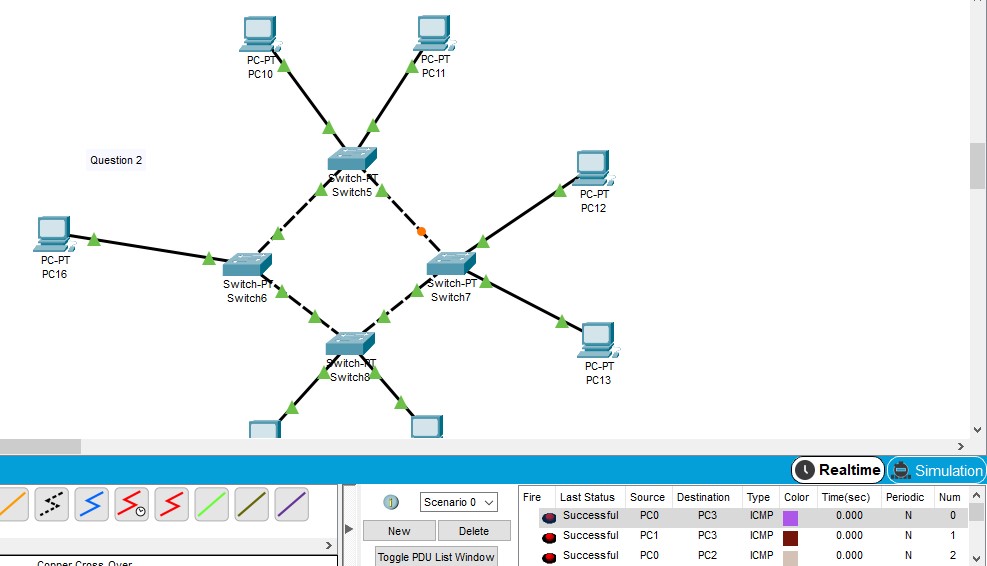 PC-PT
PC10
PC-PT
PC11
Question 2
Switch-PT
Switch5
PC-PT
PC12
PC-PT
PC16
Switch-PT
Switch6
Switch-PT
Switch7
Switch-PT
Switch8
PC-PT
PC13
Realtime
Simulation
Scenario 0
New
Delete
Toggle PDU List Window
Fire Last Status Source Destination Type Color Time(sec) Periodic Num
Successful PC0 PC3 ICMP 0.000 N 0
Successful PC1 PC3 ICMP 0.000 N 1
Successful PC0 PC2 ICMP 0.000 N 2
Copper Cross-Over